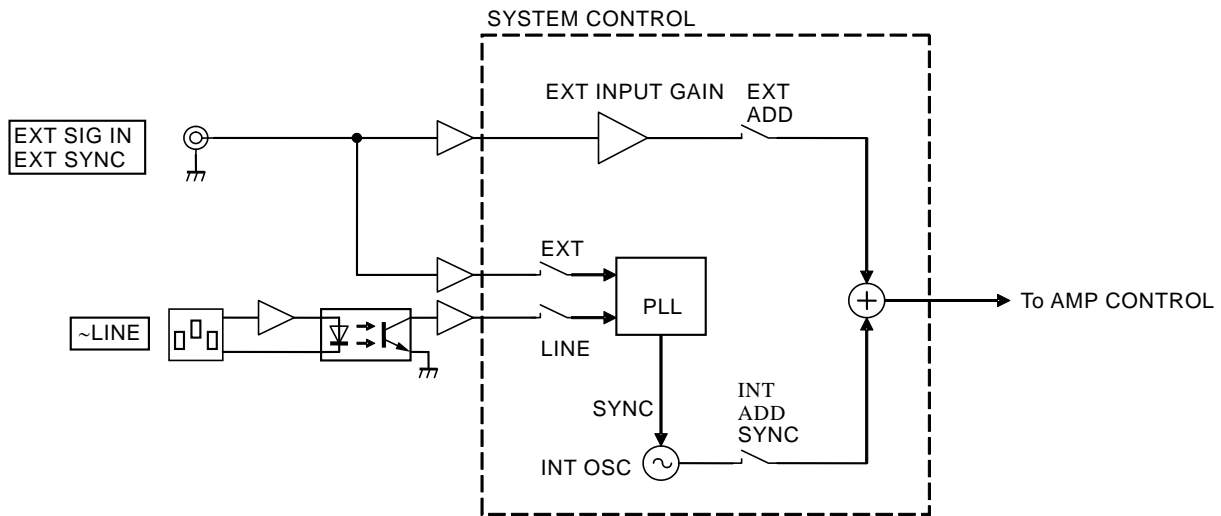 SYSTEM CONTROL
EXT INPUT GAIN
EXT
ADD
EXT SIG IN
EXT SYNC
EXT
PLL
To AMP CONTROL
~LINE
LINE
SYNC
INT
ADD
SYNC
INT OSC